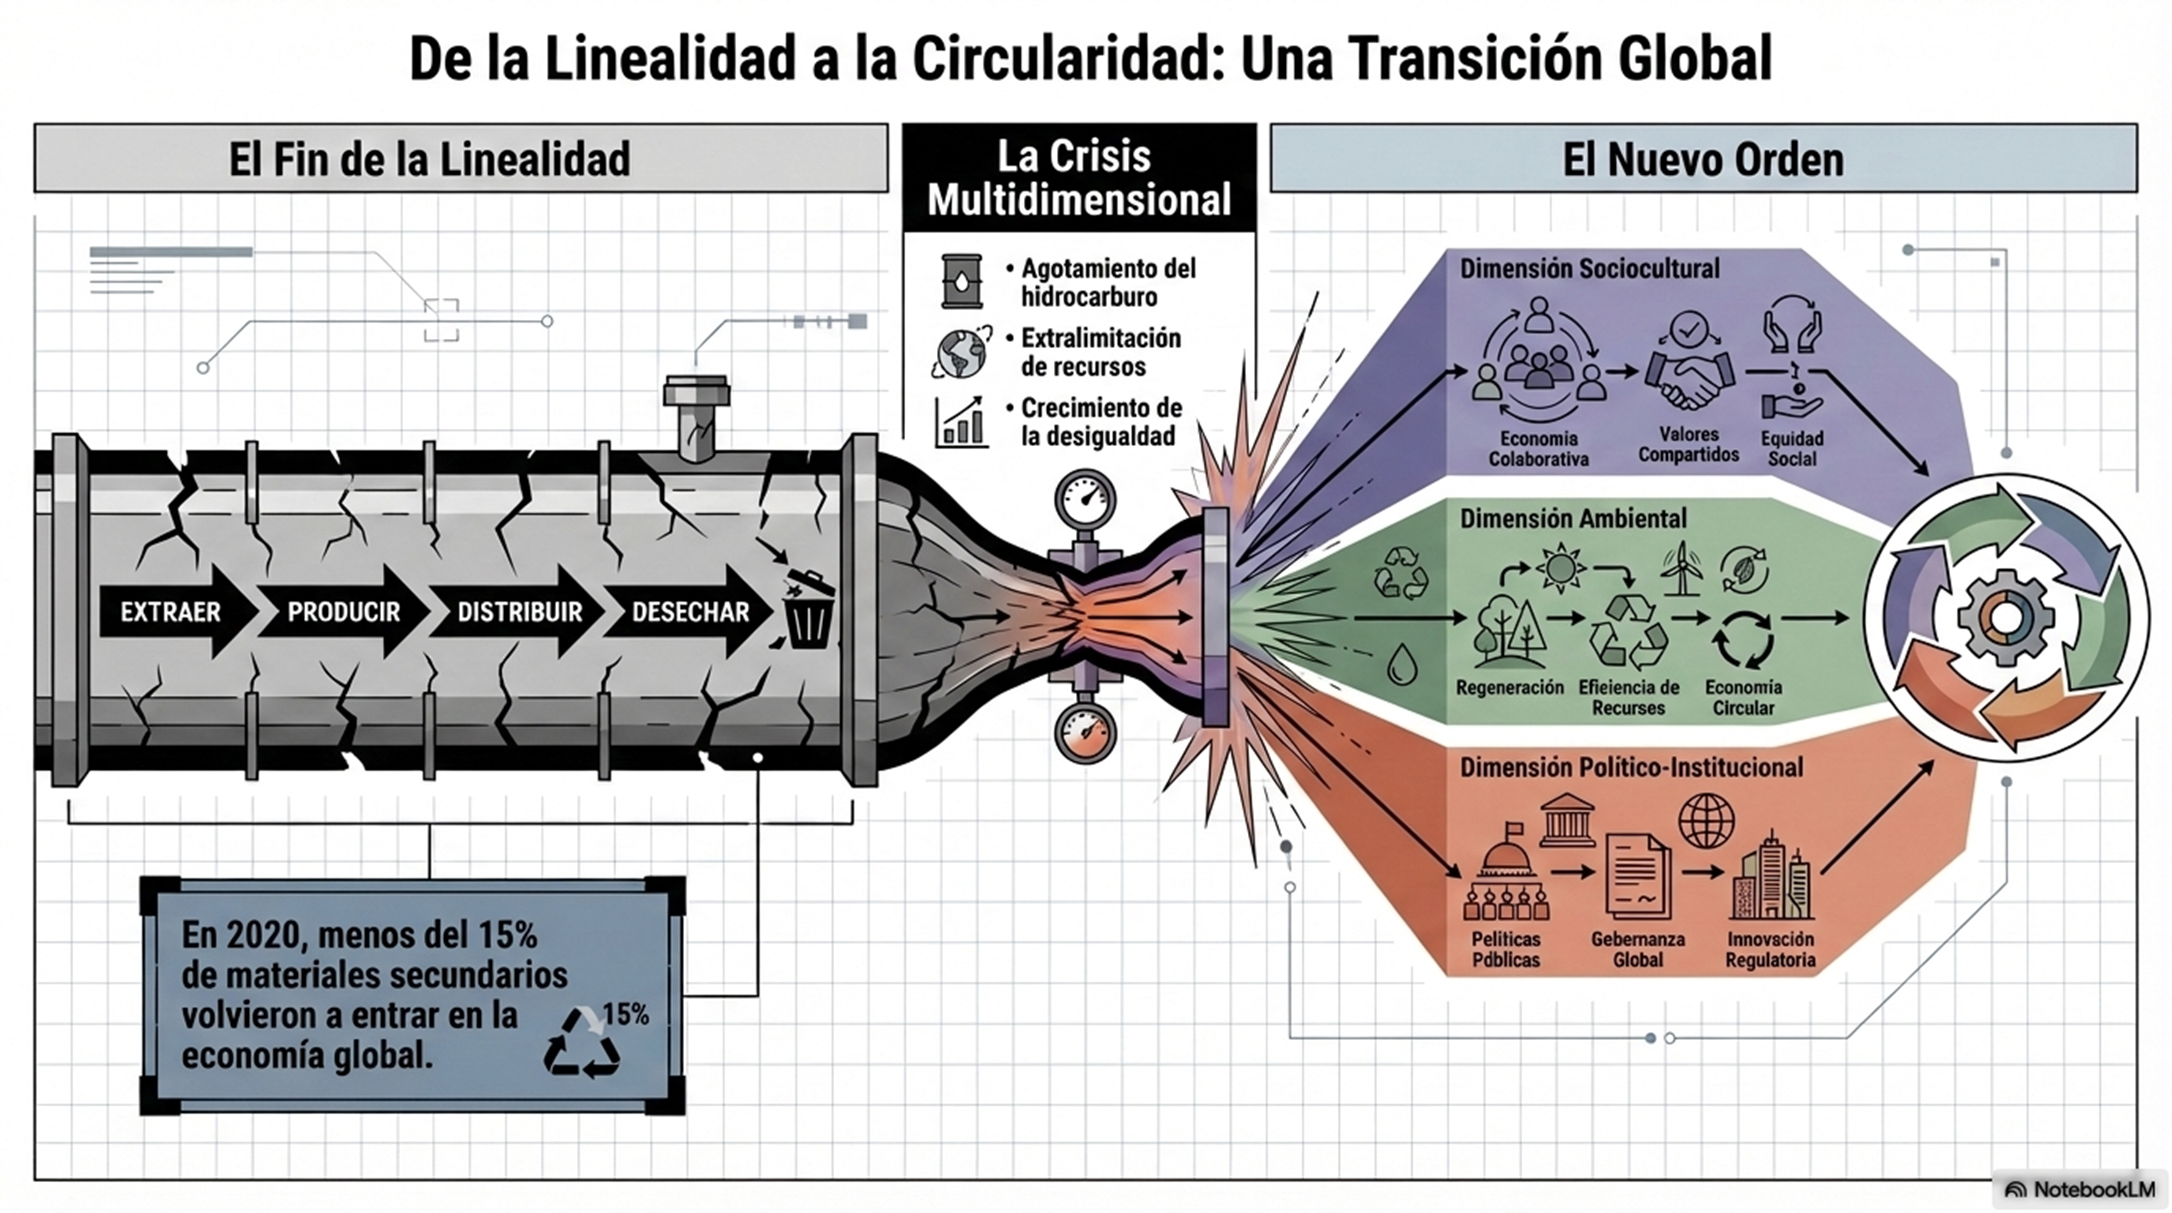 De la Linealidad a la Circularidad: Una Transición Global
El Fin de la Linealidad
La Crisis
Multidimensional
El Nuevo Orden
• Agotamiento del
hidrocarburo
• Extralimitación
de recursos
• Crecimiento de
la desigualdad
EXTRAER
PRODUCIR
DISTRIBUIR
DESECHAR
En 2020, menos del 15%
de materiales secundarios
volvieron a entrar en la
economía global.
15%
Dimensión Sociocultural
Economia
Colaborativa
Valores
Compartidos
Equidad
Social
Dimensión Ambiental
Regeneración
Efieiencia de
Recurses
Economía
Circular
Dimensión Político-Institucional
Peliticas
Pdblicas
Gebernanza
Global
Innovsción
Regulatoria
NotebookLM